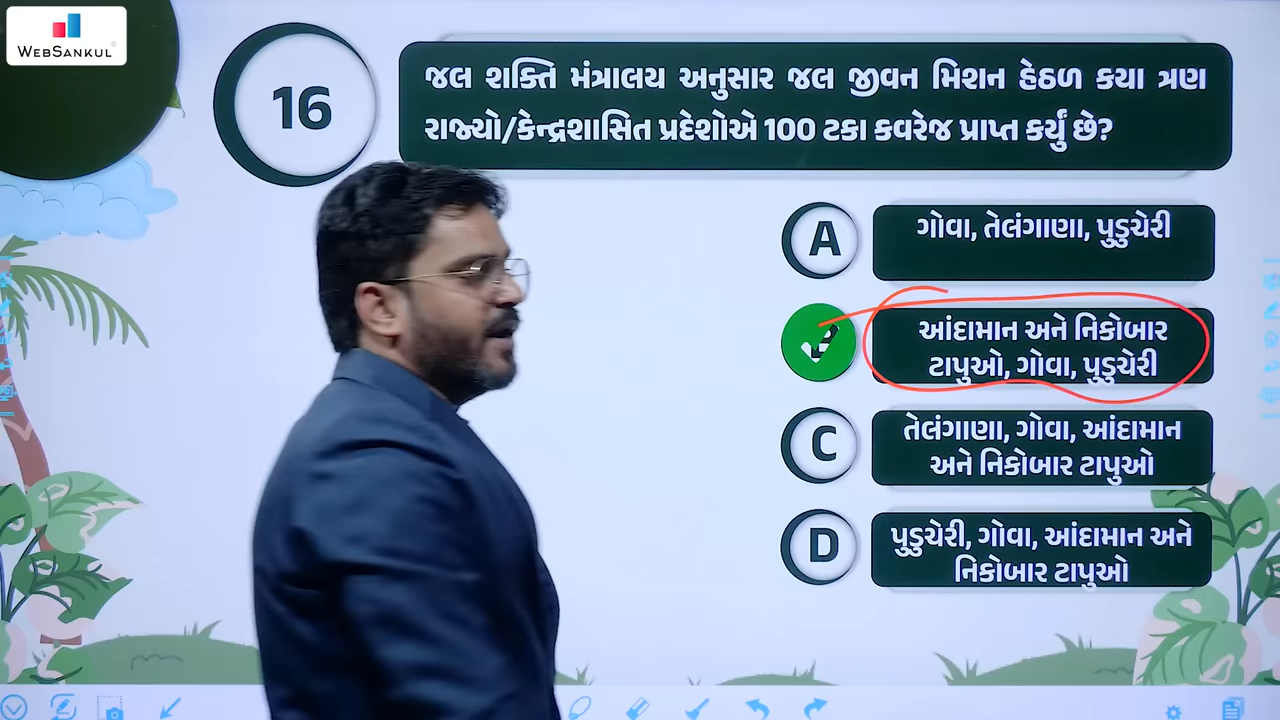 WEBSANKUL
16
જલ શક્તિ મંત્રાલય અનુસાર જલ જીવન મિશન હેઠળ કયા ત્રણ
રાજ્યો/કેન્દ્રશાસિત પ્રદેશોએ 100 ટકા કવરેજ પ્રાપ્ત કર્યું છે?
A
ગોવા, તેલંગાણા, પુડુચેરી
આંદામાન અને નિકોબાર
ટાપુઓ, ગોવા, પુડુચેરી
C
તેલંગાણા, ગોવા, આંદામાન
અને નિકોબાર ટાપુઓ
D
પુડુચેરી, ગોવા, આંદામાન અને
નિકોબાર ટાપુઓ